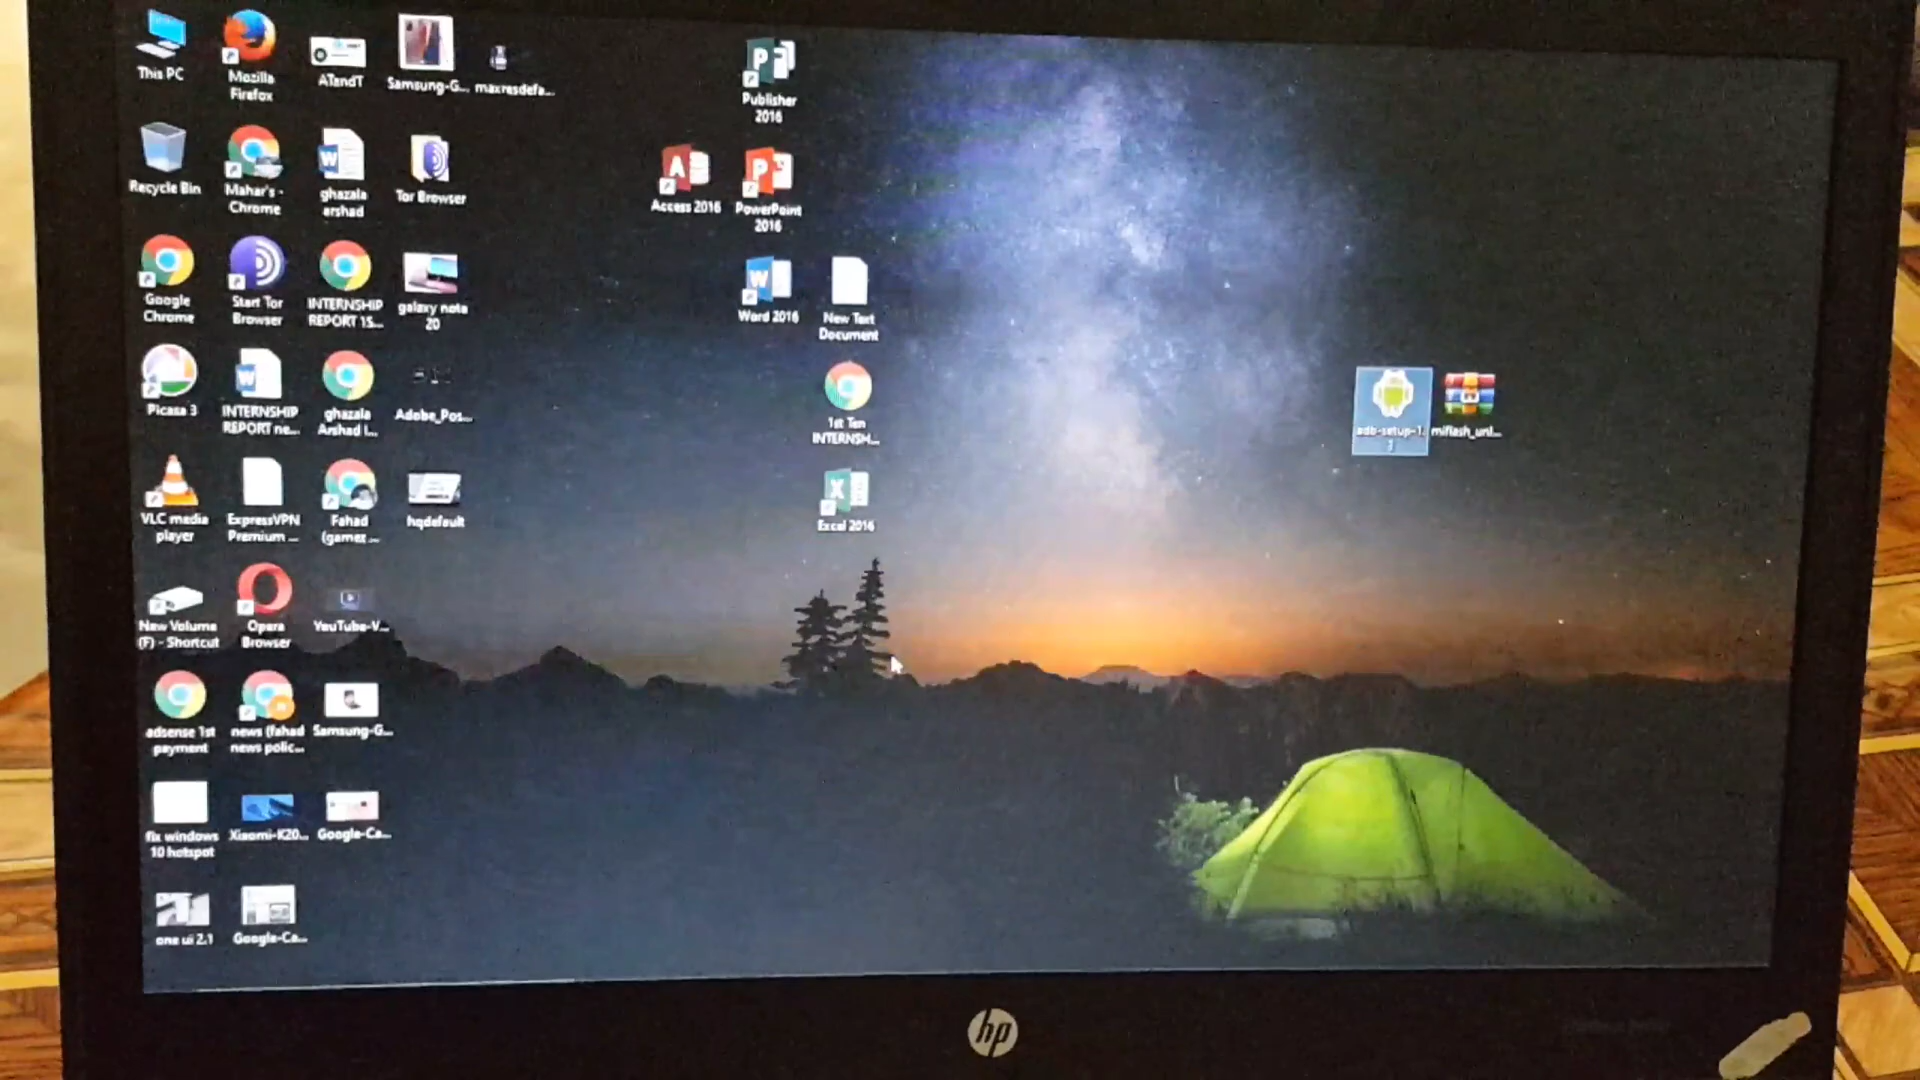 This PC
Mozilla
Firefox
ATandT
Samsung-G...
maxresdefa...
Publisher
2016
Recycle Bin
Mahar's -
Chrome
ghazala
arshad
Tor Browser
Access 2016
PowerPoint
2016
Google
Chrome
Start Tor
Browser
INTERNSHIP
REPORT 1S...
galaxy note
20
Word 2016
New Text
Document
Picasa 3
INTERNSHIP
REPORT ne...
ghazala
Arshad I...
Adobe_Pos...
1st Ten
INTERNSH...
adb-setup-1.
miflash_unl...
VLC media
player
ExpressVPN
Premium ...
Fahad
(gamer ...
hqdefault
Excel 2016
New Volume
(F) - Shortcut
Opera
Browser
YouTube-V...
adsense 1st
payment
news (fahad
news polic...
Samsung-G...
fix windows
10 hotspot
Xiaomi-K20...
Google-Ca...
one ui 2.1
Google-Ca...
hp